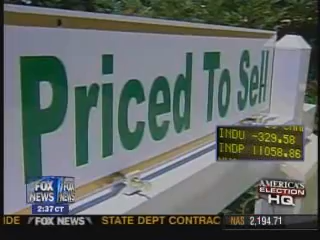 Priced To Sell
INDU -329.58
INDP 11058.86
FOX
NEWS
FOX
NEWS
2:37 CT
AMERICA'S
ELECTION
HQ
IDE
FOX
NEWS
STATE DEPT CONTRAC
NAS 2,194.71